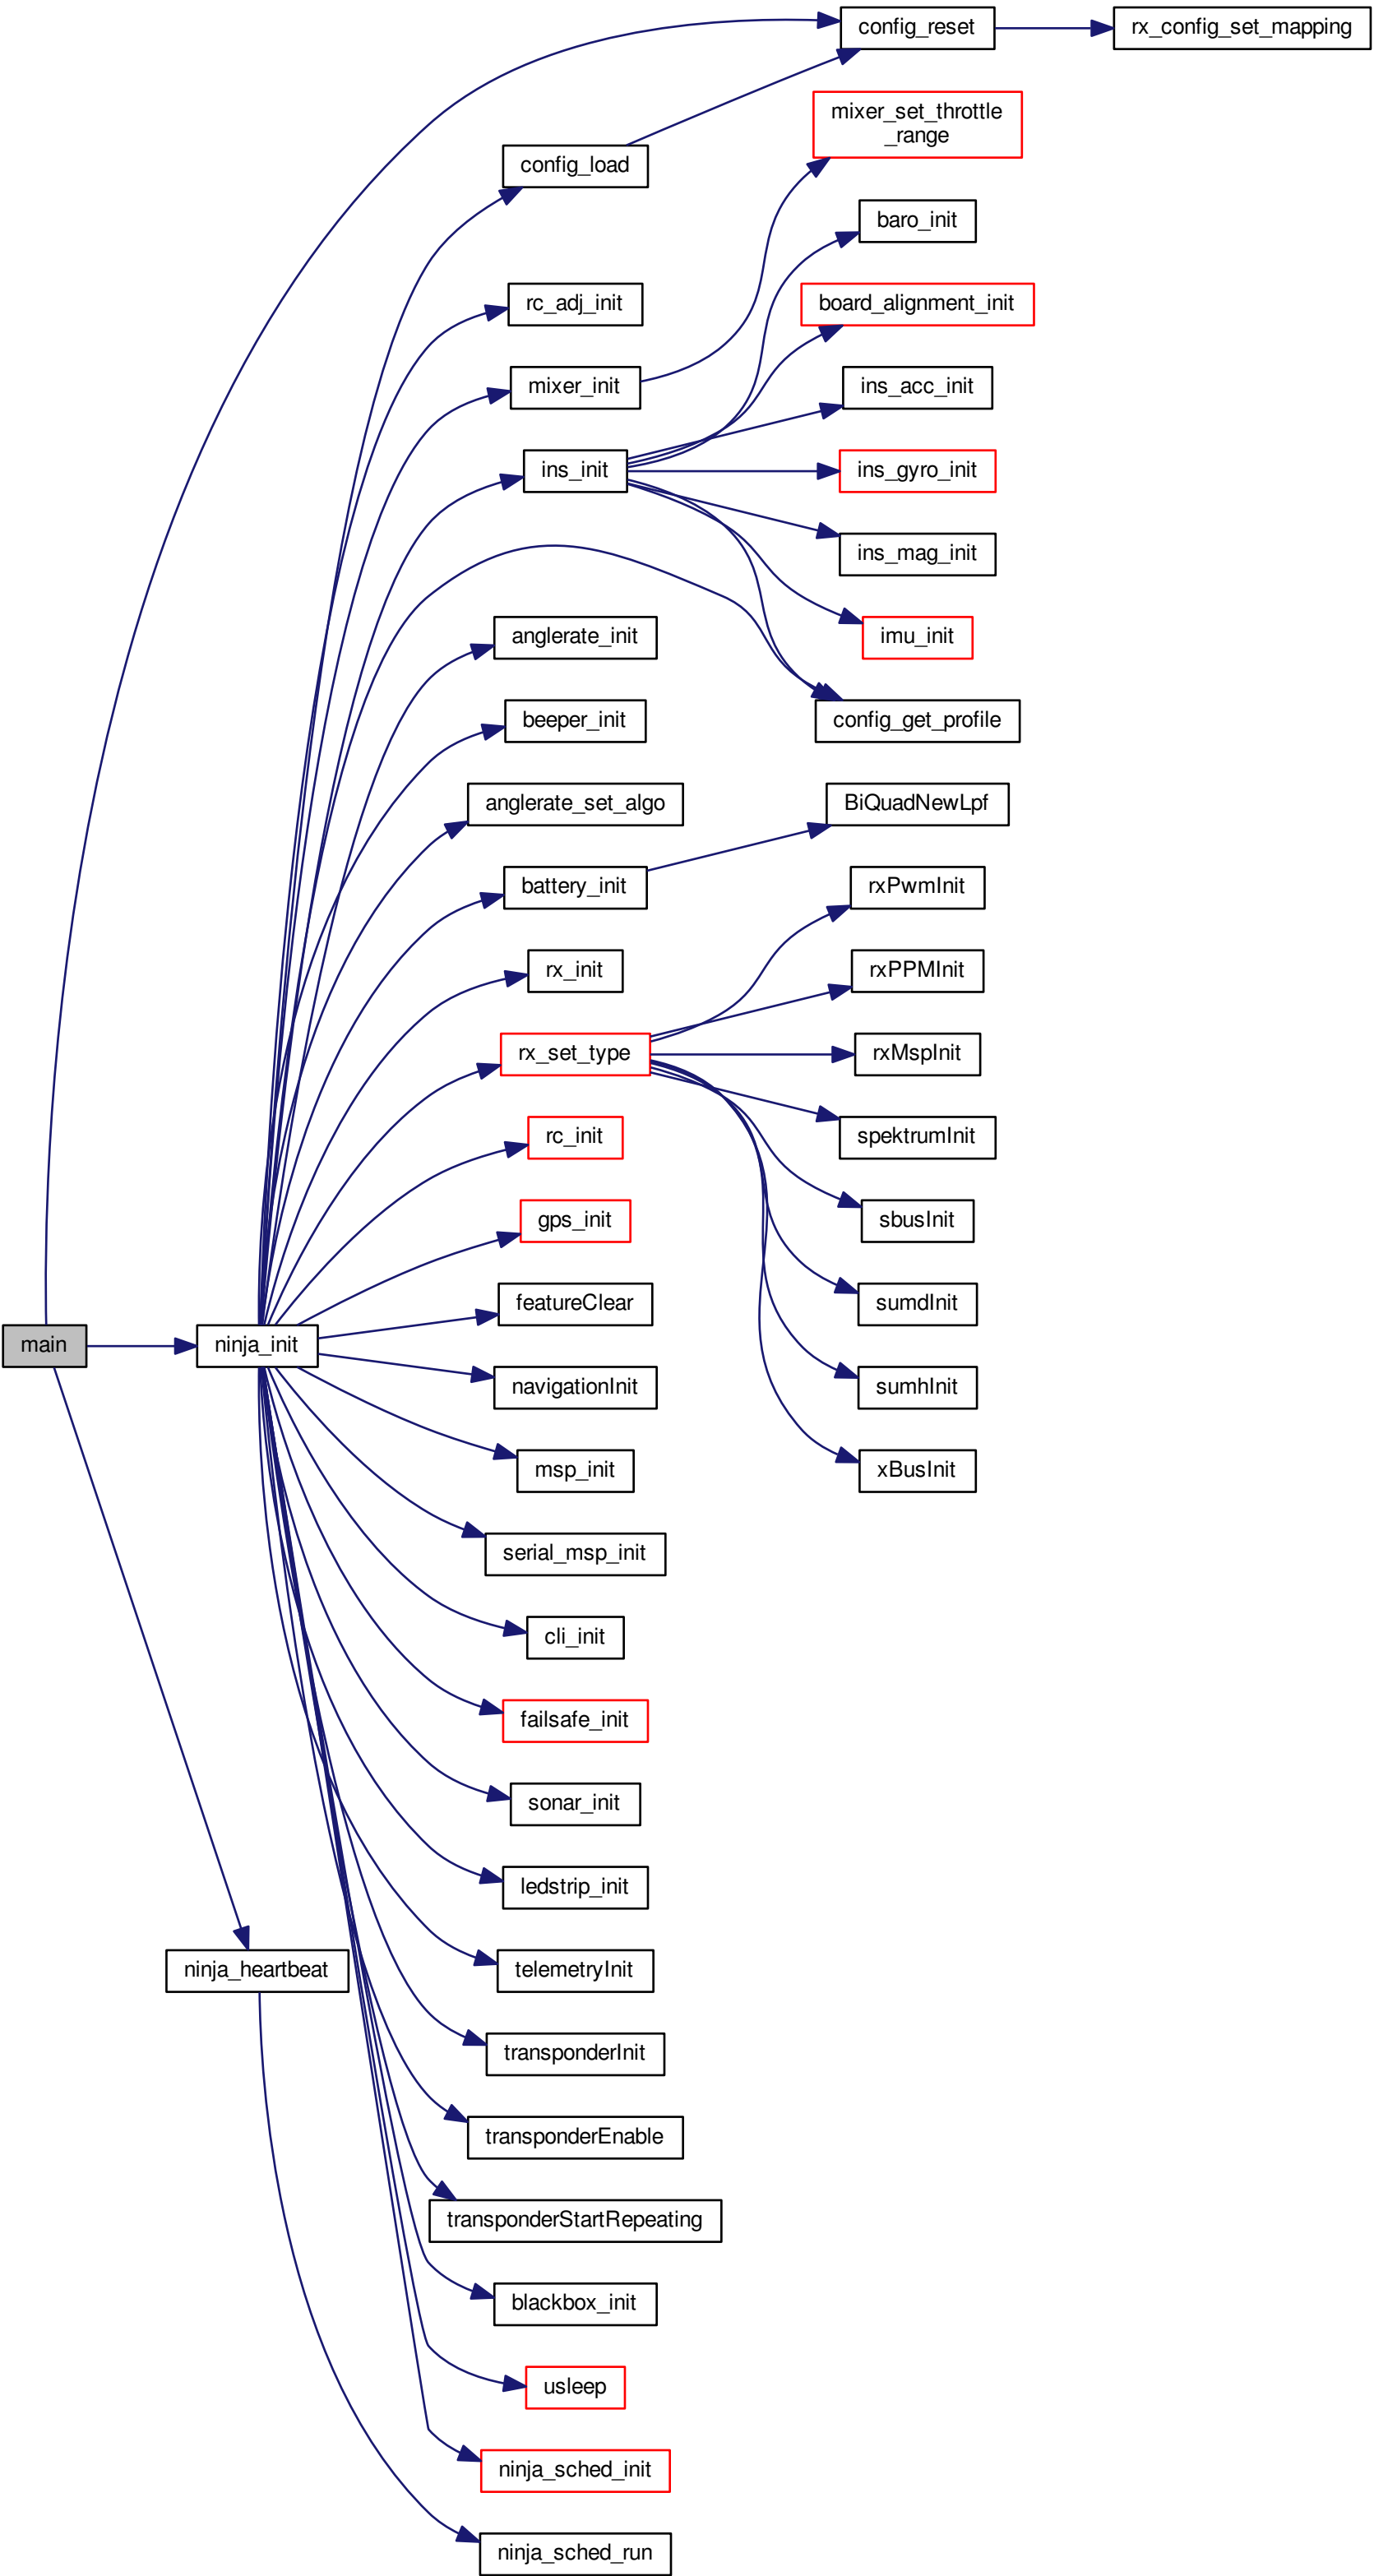 config_reset
rx_config_set_mapping
mixer_set_throttle
_range
config_load
baro_init
rc_adj_init
board_alignment_init
mixer_init
ins_acc_init
ins_init
ins_gyro_init
ins_mag_init
anglerate_init
imu_init
beeper_init
config_get_profile
anglerate_set_algo
BiQuadNewLpf
battery_init
rxPwmInit
rx_init
rxPPMInit
rx_set_type
rxMspInit
rc_init
spektrumInit
gps_init
sbusInit
featureClear
sumdInit
main
ninja_init
navigationInit
sumhInit
msp_init
xBusInit
serial_msp_init
cli_init
failsafe_init
sonar_init
ledstrip_init
ninja_heartbeat
telemetryInit
transponderInit
transponderEnable
transponderStartRepeating
blackbox_init
usleep
ninja_sched_init
ninja_sched_run